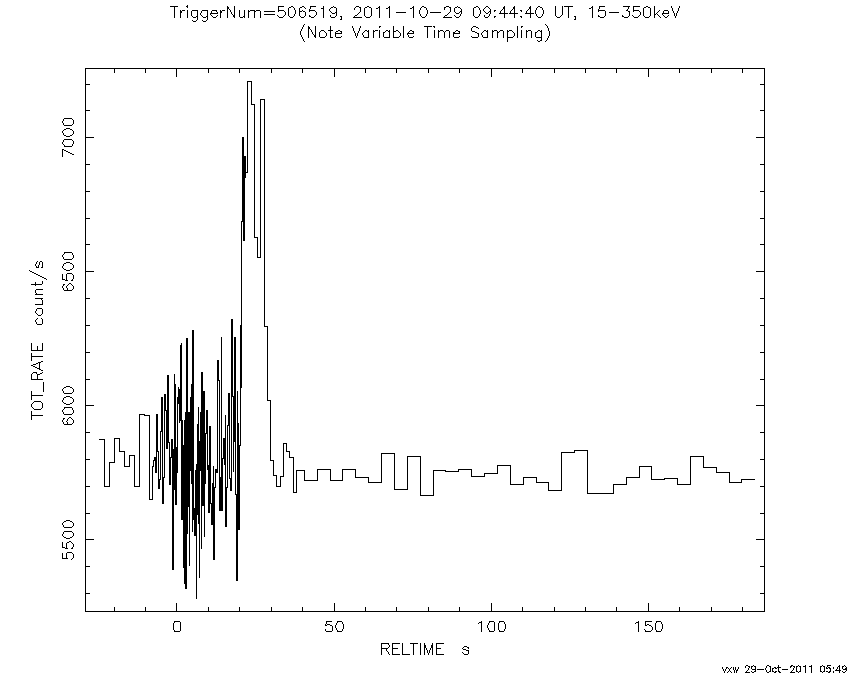 TriggerNum=506519, 2011-10-29 09:44:40 UT, 15-350keV
(Note Variable Time Sampling)
7000
6500
6000
5500
TOT_RATE count/s
0 50 100 150
RELTIME s
vxw 29-Oct-2011 05:49